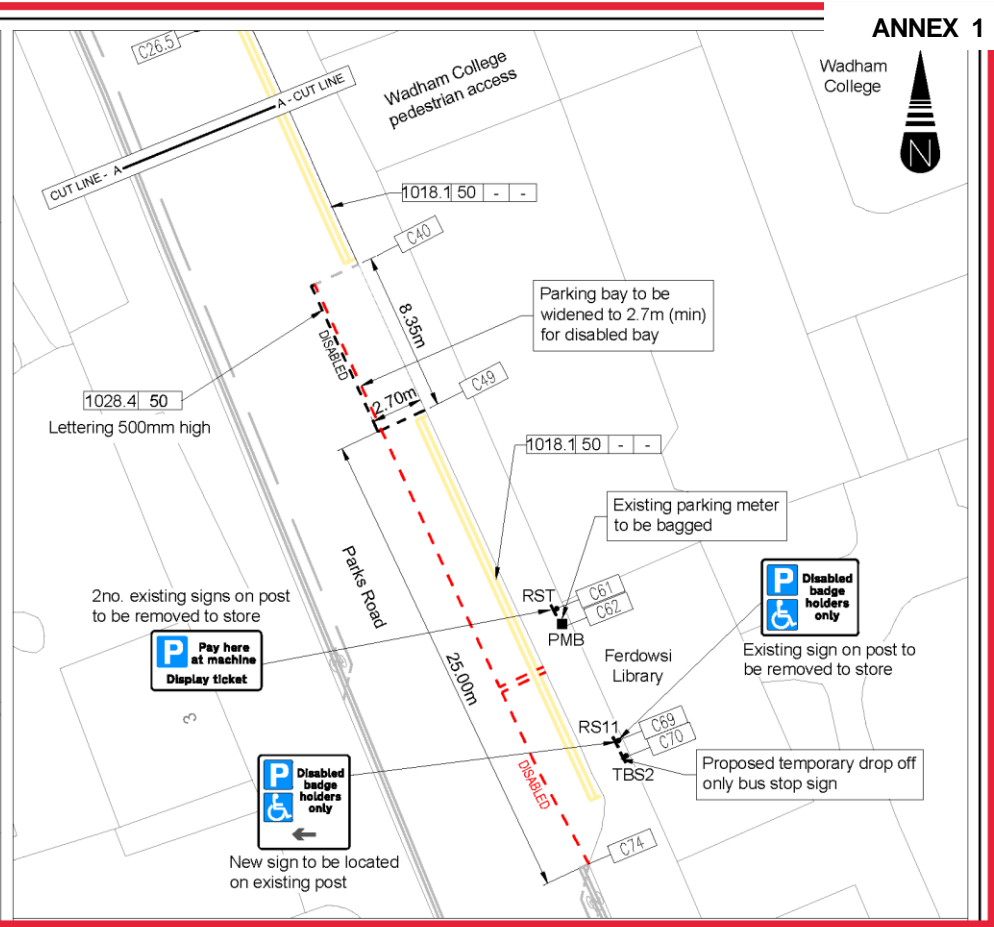 ANNEX 1
C26.5
Wadham College
pedestrian access
Wadham
College
N
A - CUT LINE
CUT LINE - A
1018.1 50 - -
C40
8.35m
Parking bay to be
widened to 2.7m (min)
for disabled bay
DISABLED
1028.4 50
Lettering 500mm high
2.70m
C49
1018.1 50 - -
Existing parking meter
to be bagged
Parks Road
2no. existing signs on post
to be removed to store
P Pay here
at machine
Display ticket
RST
C61
C62
PMB
P Disabled
badge
holders
only
Existing sign on post to
be removed to store
Ferdowsi
Library
25.00m
3
RS11
C69
C70
TBS2
Proposed temporary drop off
only bus stop sign
P Disabled
badge
holders
only
New sign to be located
on existing post
DISABLED
C74